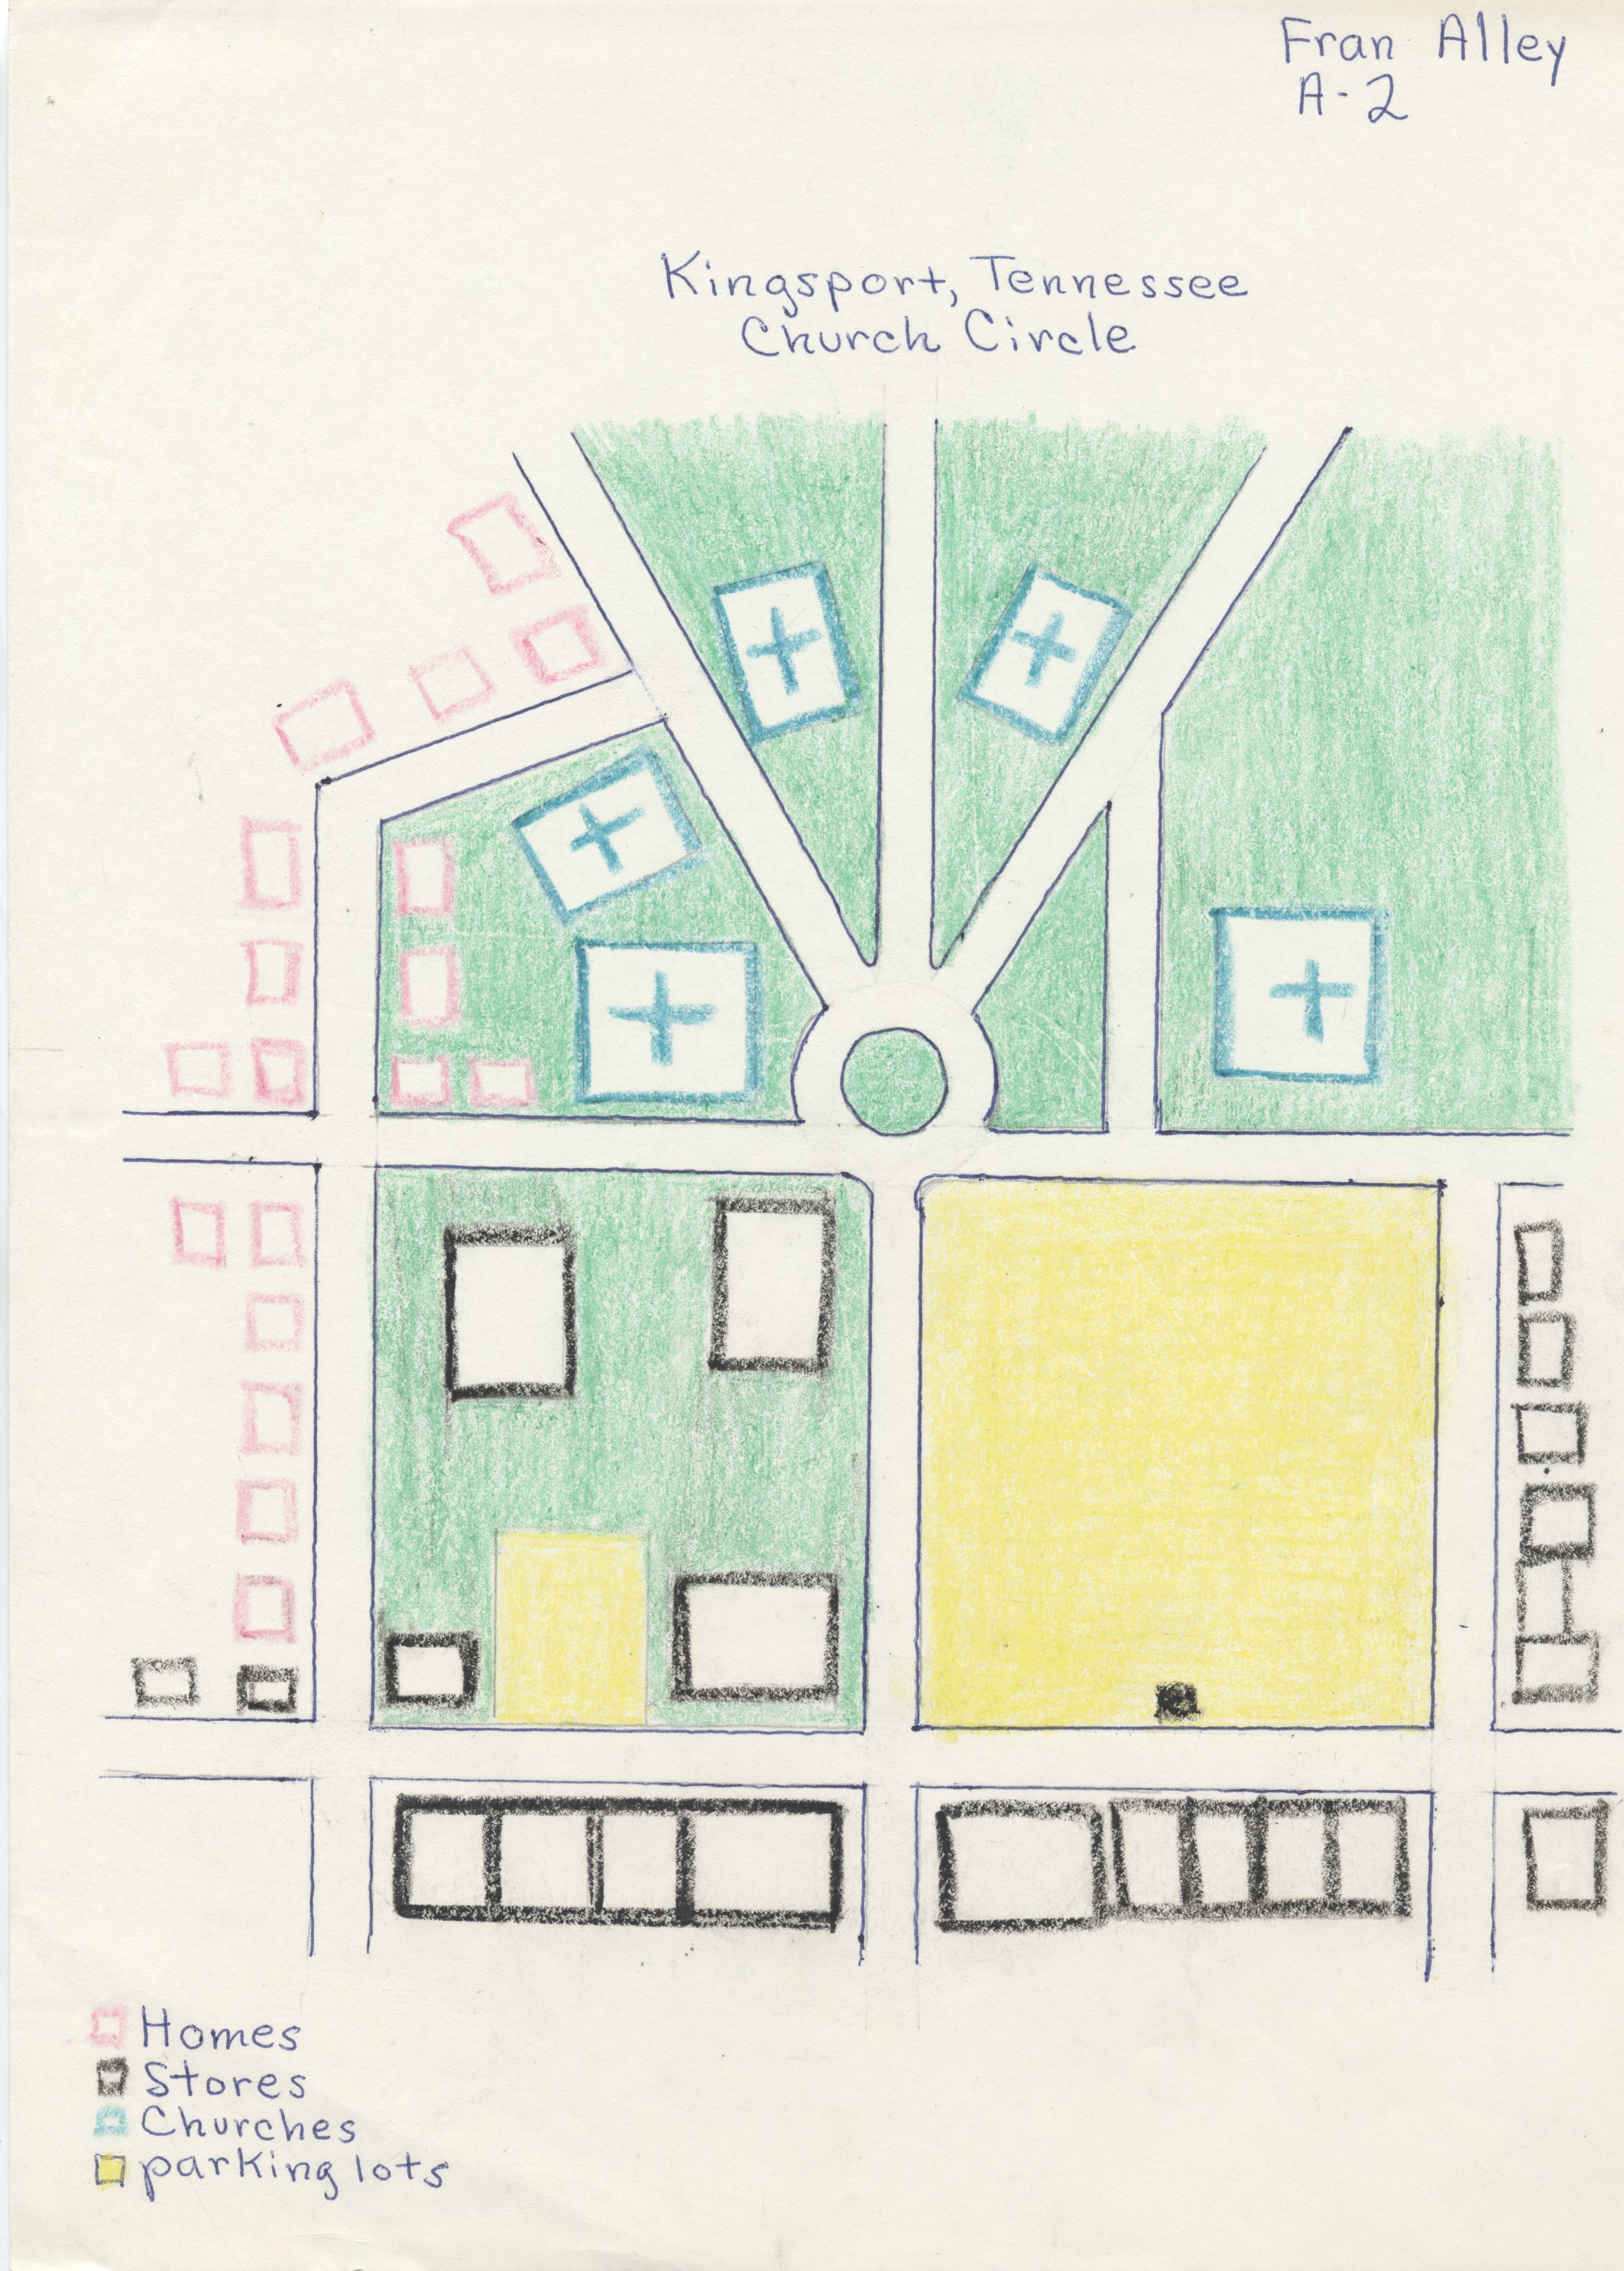 Fran Alley
A-2
Kingsport, Tennessee
Church Circle
Homes
Stores
Churches
parking lots